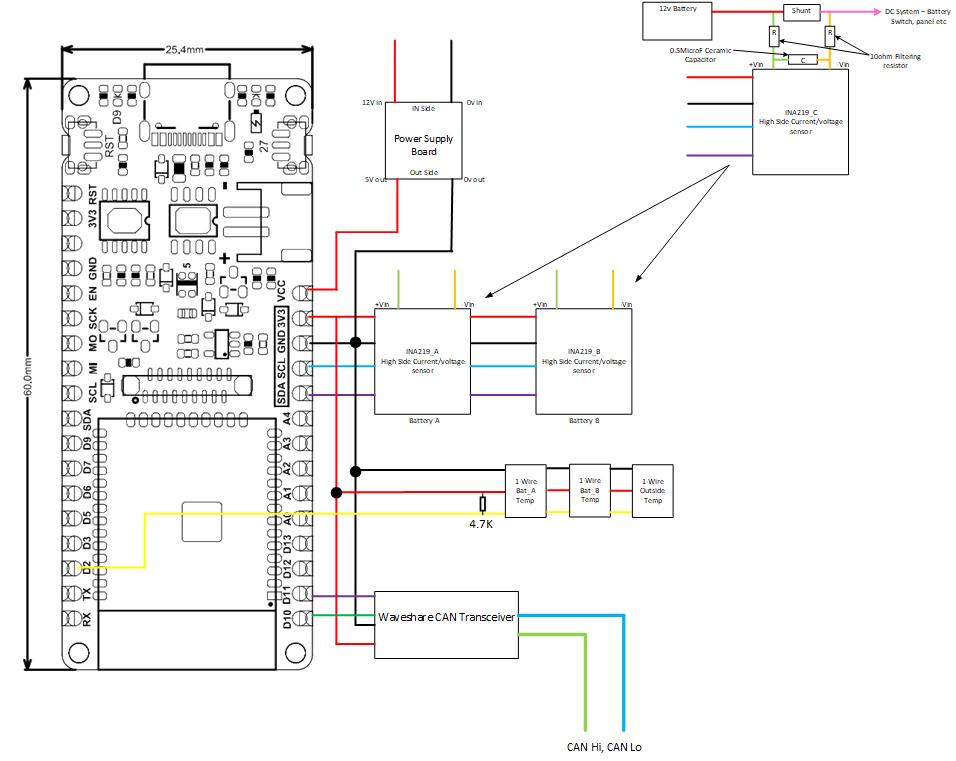 12v Battery
Shunt
DC System – Battery
Switch, panel etc
R
R
0.5MicroF Ceramic
Capacitor
C
10ohm Filtering
resistor
+Vin
Vin
INA219_C
High Side Current/voltage
sensor
25.4mm
60.0mm
D9
K
K
RST
27
RST
3V3
GND
EN
SCK
MO
MI
SCL
SDA
D9
D7
D6
D5
D3
D2
TX
RX
5
+
VCC
3V3
GND
SCL
SDA
A4
A3
A2
A1
A0
D13
D12
D11
D10
12V in
0v in
IN Side
Power Supply
Board
Out Side
5V out
0v out
+Vin
Vin
INA219_A
High Side Current/voltage
sensor
Battery A
+Vin
Vin
INA219_B
High Side Current/voltage
sensor
Battery B
1-Wire
Bat_A
Temp
1-Wire
Bat_B
Temp
1-Wire
Outside
Temp
4.7K
Waveshare CAN Transceiver
CAN Hi, CAN Lo